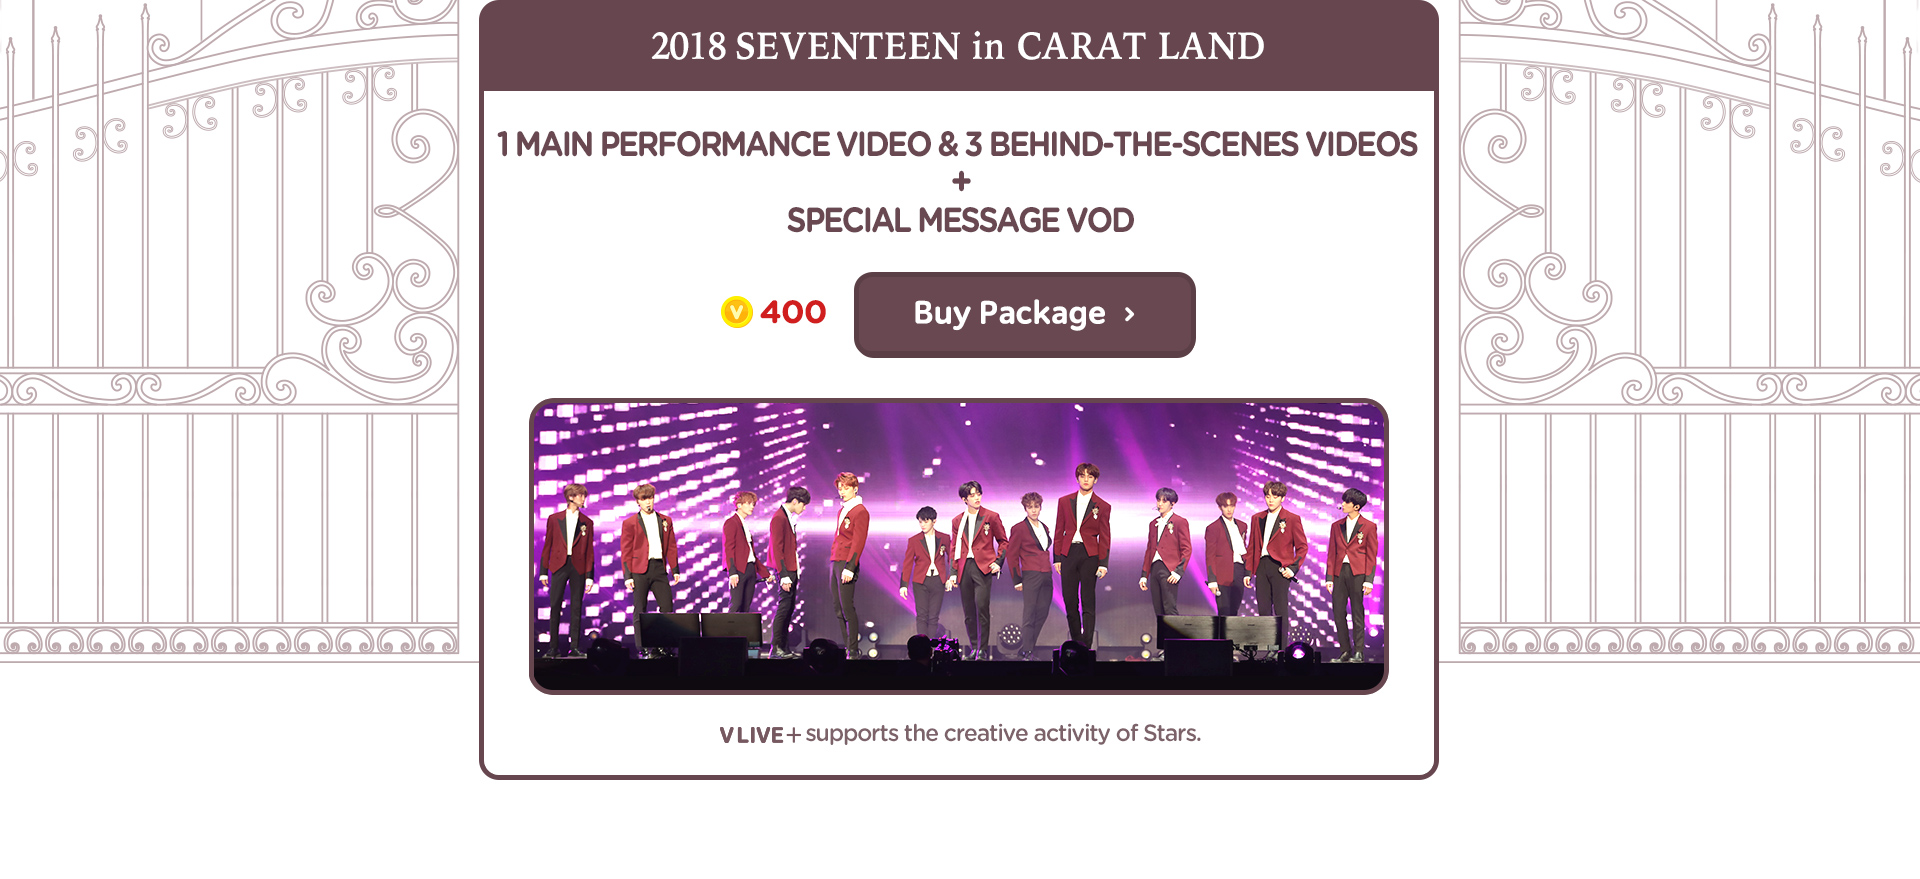 2018 SEVENTEEN in CARAT LAND
1 MAIN PERFORMANCE VIDEO & 3 BEHIND-THE-SCENES VIDEOS
+
SPECIAL MESSAGE VOD
V 400 Buy Package ›
V LIVE+ supports the creative activity of Stars.